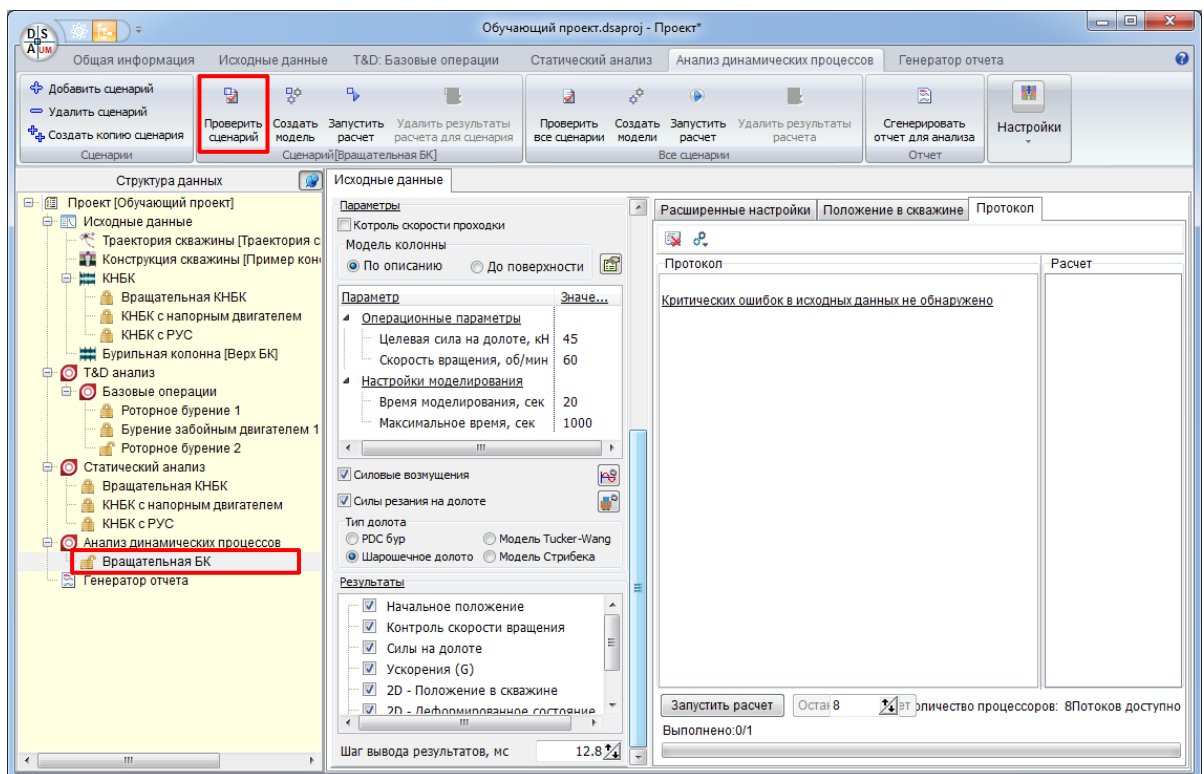 Обучающий проект.dsaproj - Проект*
DS
AUM
Общая информация Исходные данные T&D: Базовые операции Статический анализ Анализ динамических процессов Генератор отчета
Добавить сценарий
Удалить сценарий
Создать копию сценария
Сценарии
Проверить сценарий
Создать модель
Запустить расчет
Удалить результаты расчета для сценария
Сценарий[Вращательная БК]
Проверить все сценарии
Создать модели
Запустить расчет
Удалить результаты расчета
Все сценарии
Сгенерировать отчет для анализа
Отчет
Настройки
Структура данных
Проект [Обучающий проект]
Исходные данные
Траектория скважины [Траектория с
Конструкция скважины [Пример кон
КНБК
Вращательная КНБК
КНБК с напорным двигателем
КНБК с РУС
Бурильная колонна [Верх БК]
T&D анализ
Базовые операции
Роторное бурение 1
Бурение забойным двигателем 1
Роторное бурение 2
Статический анализ
Вращательная КНБК
КНБК с напорным двигателем
КНБК с РУС
Анализ динамических процессов
Вращательная БК
Генератор отчета
Исходные данные
Параметры
Котроль скорости проходки
Модель колонны
По описанию До поверхности
Параметр Значе...
Операционные параметры
Целевая сила на долоте, кН 45
Скорость вращения, об/мин 60
Настройки моделирования
Время моделирования, сек 20
Максимальное время, сек 1000
Силовые возмущения
Силы резания на долоте
Тип долота
PDC бур Модель Tucker-Wang
Шарошечное долото Модель Стрибека
Результаты
Начальное положение
Контроль скорости вращения
Силы на долоте
Ускорения (G)
2D - Положение в скважине
2D - Деформированное состояние
Шаг вывода результатов, мс 12.8
Расширенные настройки Положение в скважине Протокол
Протокол Расчет
Критических ошибок в исходных данных не обнаружено
Запустить расчет Остан 8 ет оличество процессоров: 8Потоков доступно
Выполнено:0/1